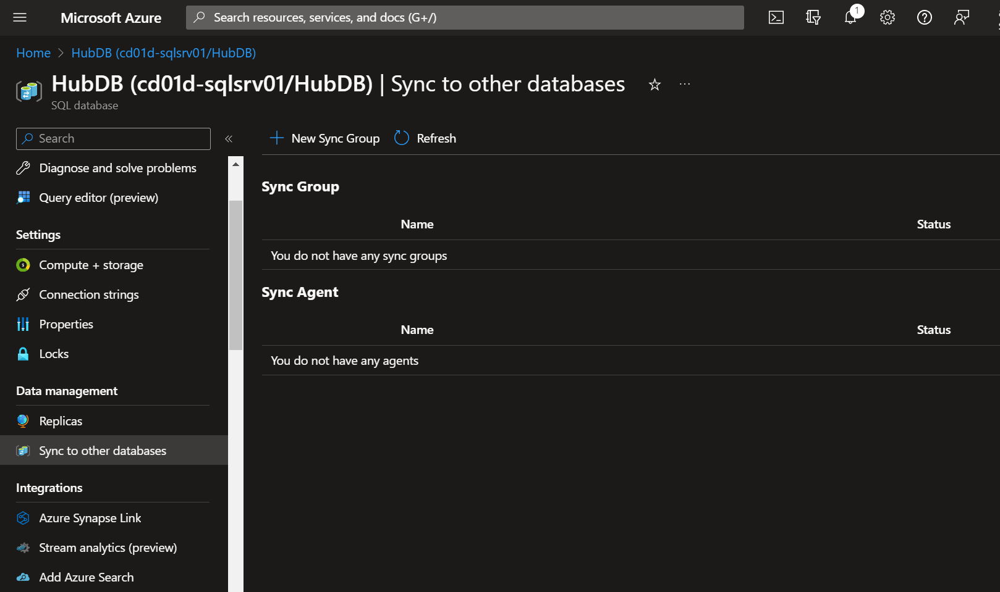 Microsoft Azure
Search resources, services, and docs (G+/)
1
Home > HubDB (cd01d-sqlsrv01/HubDB)
HubDB (cd01d-sqlsrv01/HubDB) | Sync to other databases
SQL database
Search
«
New Sync Group
Refresh
Diagnose and solve problems
Query editor (preview)
Settings
Compute + storage
Connection strings
Properties
Locks
Data management
Replicas
Sync to other databases
Integrations
Azure Synapse Link
Stream analytics (preview)
Add Azure Search
Sync Group
Name Status
You do not have any sync groups
Sync Agent
Name Status
You do not have any agents